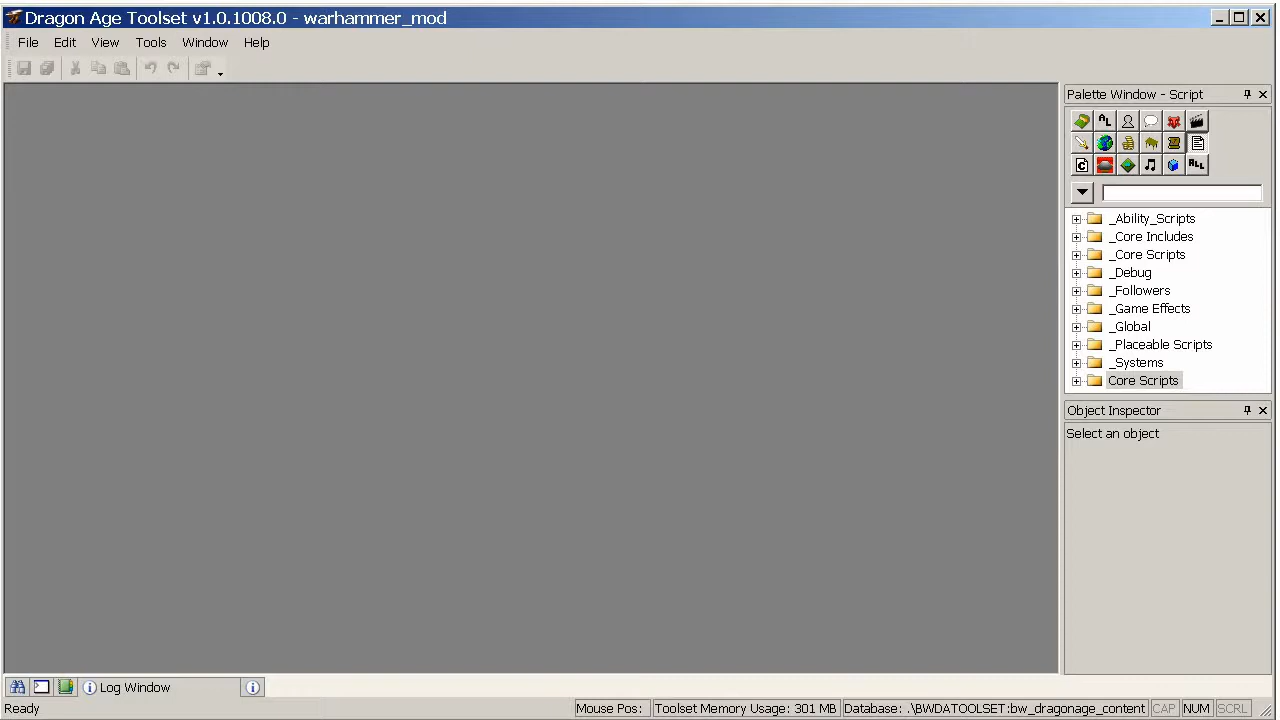 Dragon Age Toolset v1.0.1008.0 - warhammer_mod
File Edit View Tools Window Help
Palette Window - Script
AL
C
ALL
_Ability_Scripts
_Core Includes
_Core Scripts
_Debug
_Followers
_Game Effects
_Global
_Placeable Scripts
_Systems
Core Scripts
Object Inspector
Select an object
Log Window
Ready
Mouse Pos: Toolset Memory Usage: 301 MB Database: .\BWDATOOLSET:bw_dragonage_content CAP NUM SCRL